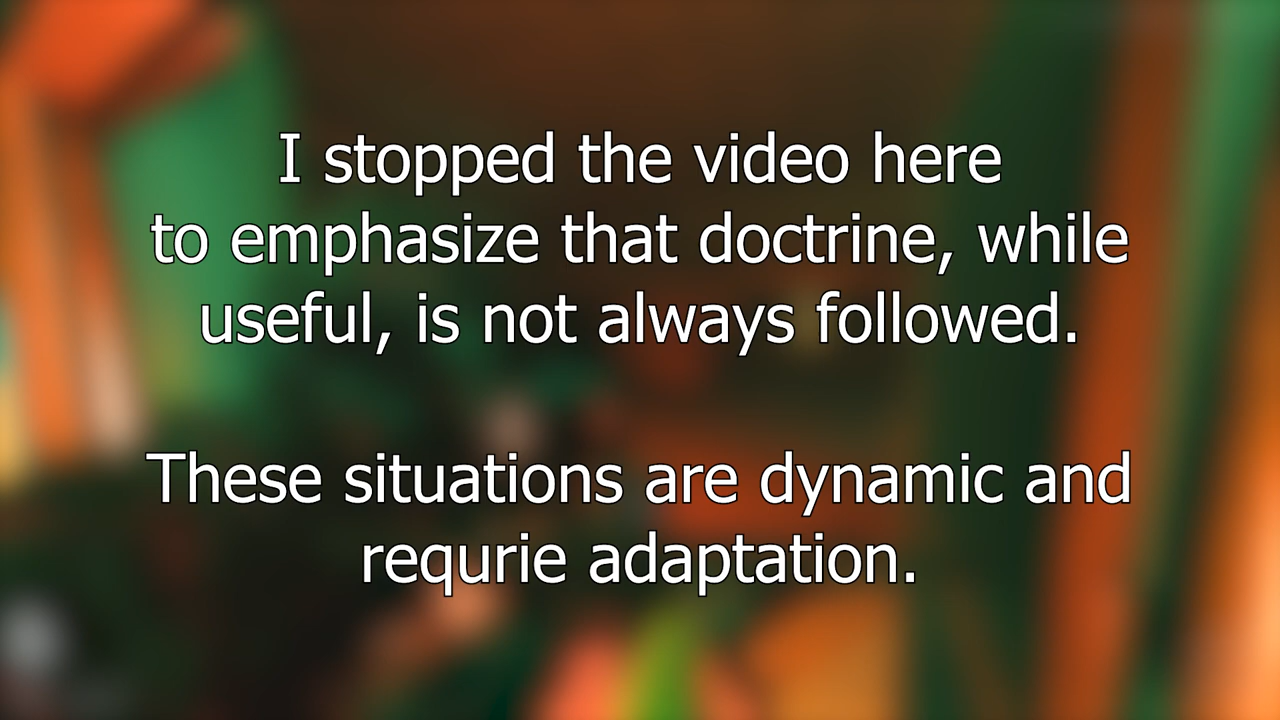 I stopped the video here
to emphasize that doctrine, while
useful, is not always followed.
These situations are dynamic and
requrie adaptation.